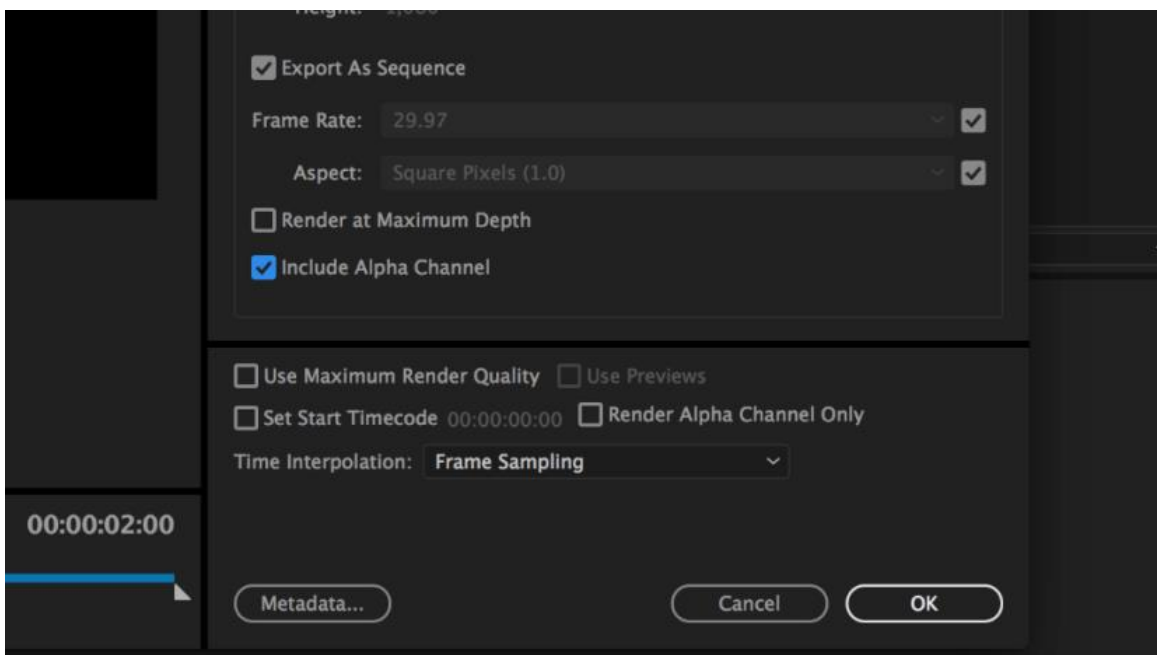 Export As Sequence
Frame Rate: 29.97
Aspect: Square Pixels (1.0)
Render at Maximum Depth
Include Alpha Channel
Use Maximum Render Quality Use Previews
Set Start Timecode 00:00:00:00 Render Alpha Channel Only
Time Interpolation: Frame Sampling
00:00:02:00
Metadata... Cancel OK